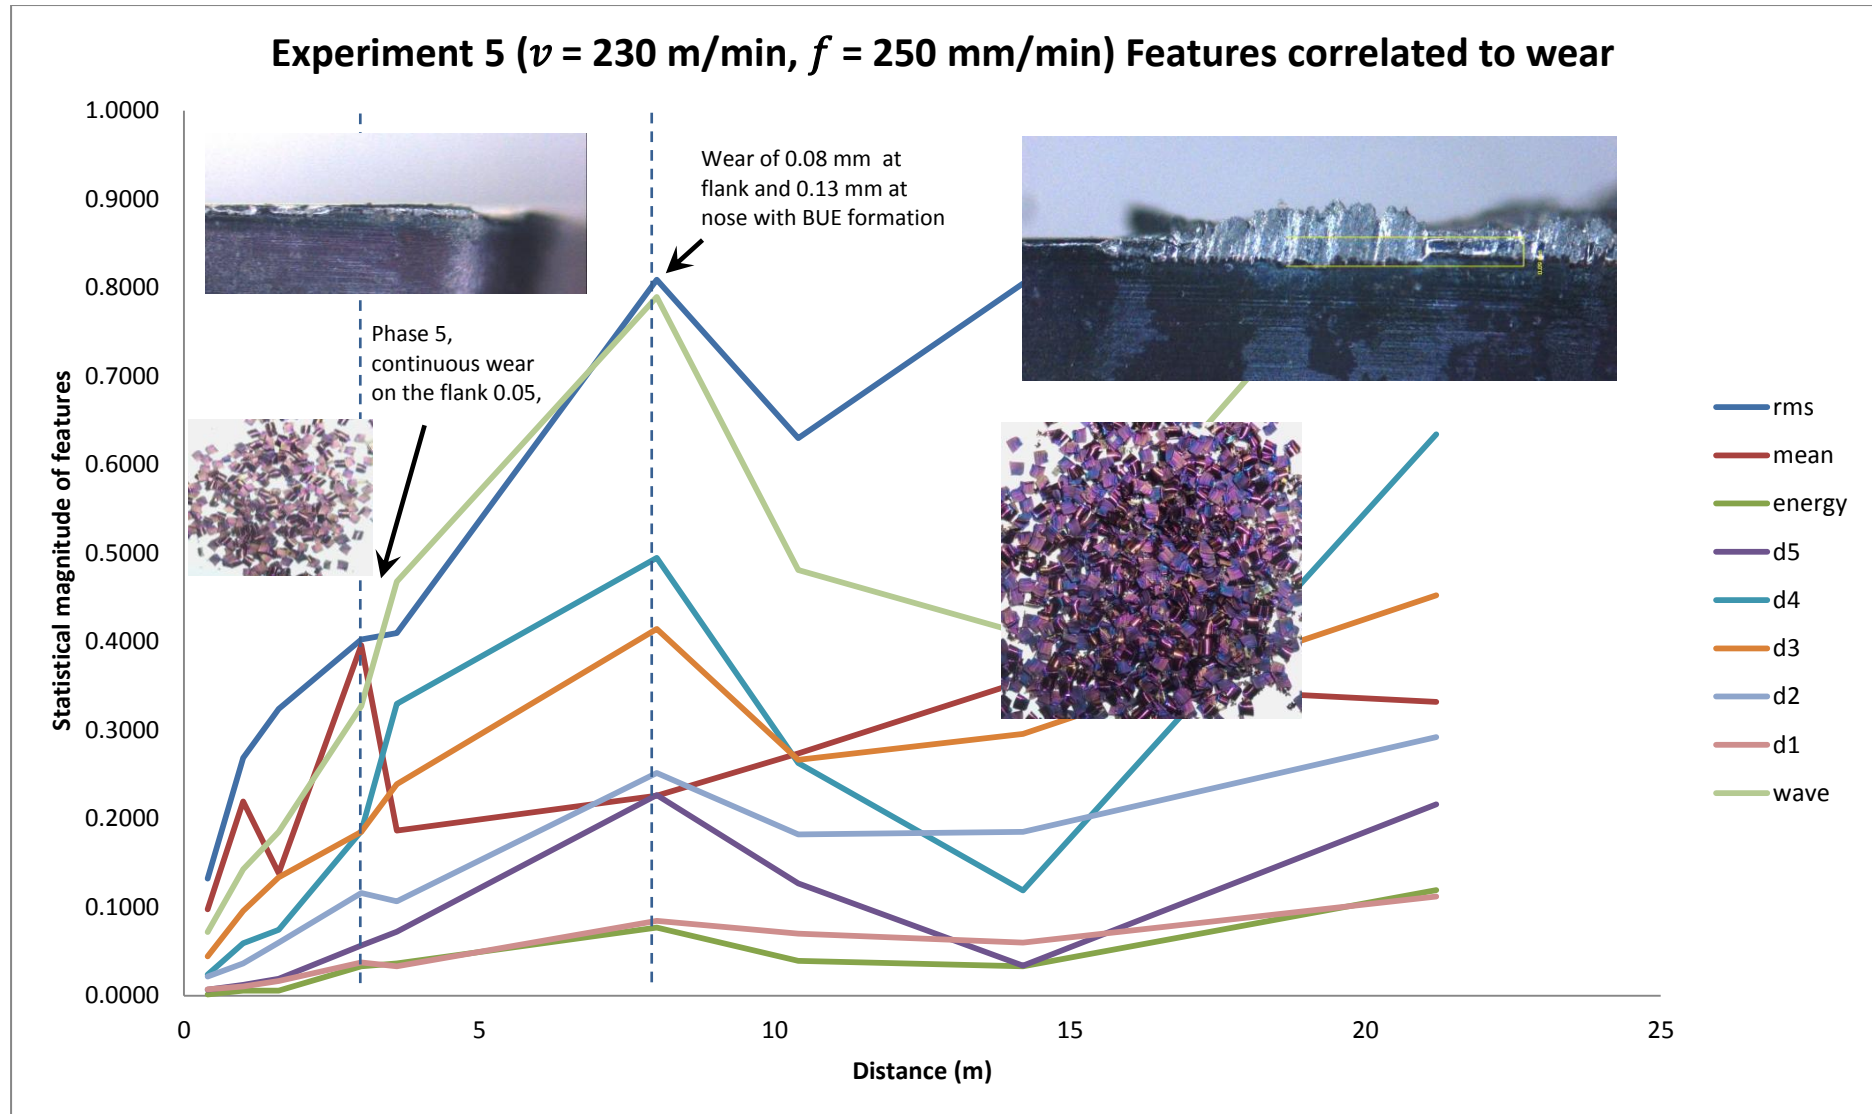 Experiment 5 (𝑣 = 230 m/min, 𝑓 = 250 mm/min) Features correlated to wear
1.0000
0.9000
0.8000
0.7000
0.6000
0.5000
0.4000
0.3000
0.2000
0.1000
0.0000
Statistical magnitude of features
Wear of 0.08 mm at
flank and 0.13 mm at
nose with BUE formation
Phase 5,
continuous wear
on the flank 0.05,
rms
mean
energy
d5
d4
d3
d2
d1
wave
0
5
10
15
20
25
Distance (m)